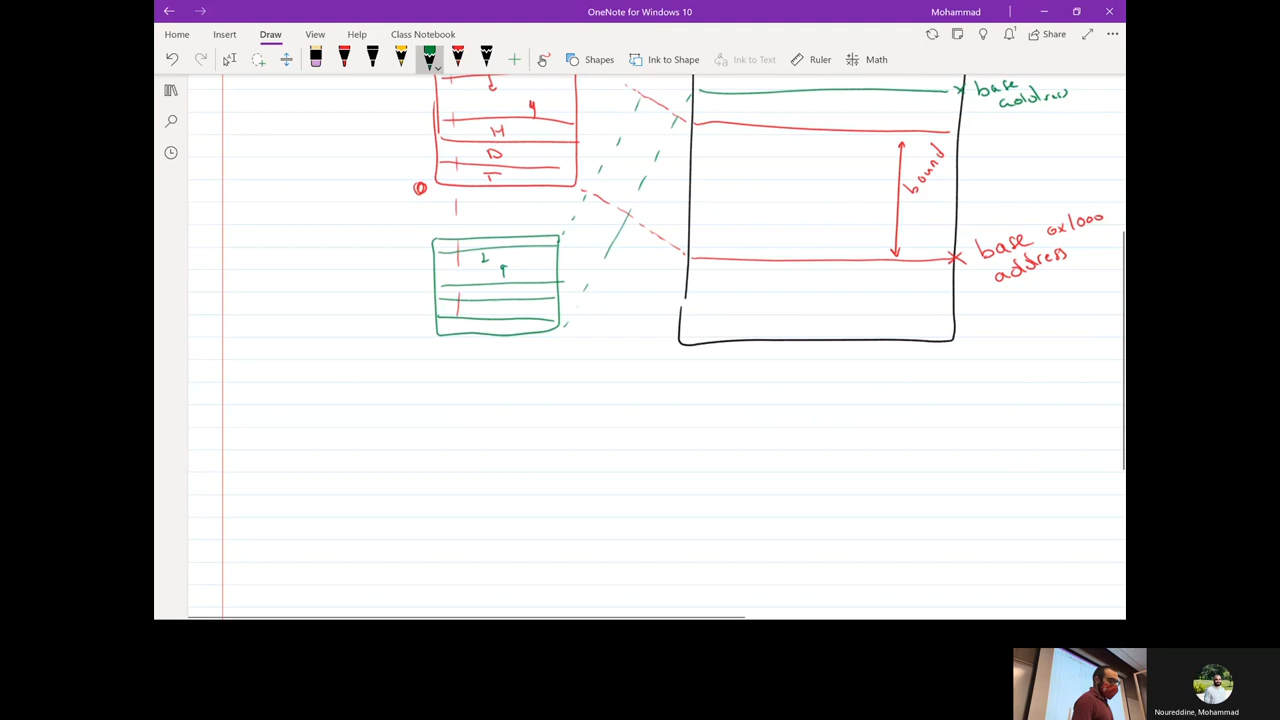 OneNote for Windows 10
Mohammad
Home
Insert
Draw
View
Help
Class Notebook
Share
Shapes
Ink to Shape
Ink to Text
Ruler
Math
base
address
H
D
T
0
bound
base 0x1000
address
Noureddine, Mohammad